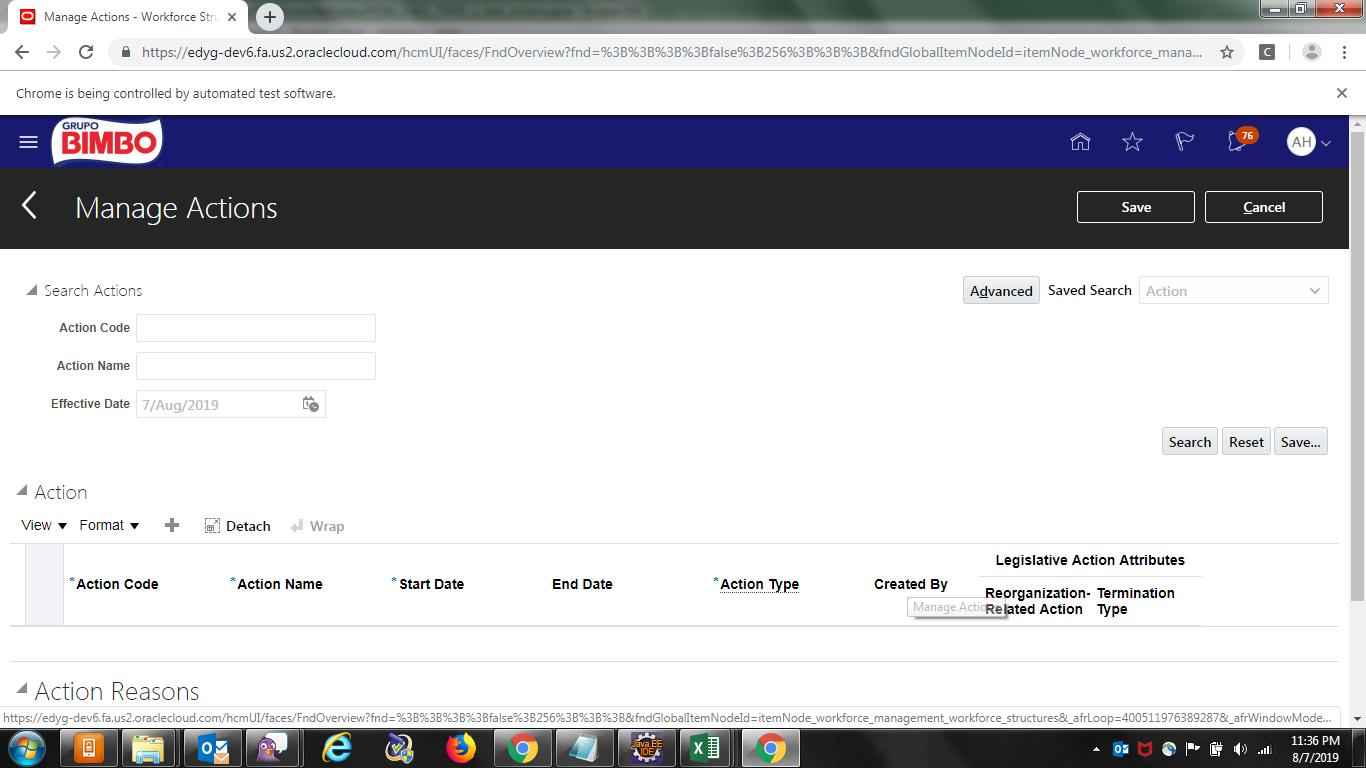 Manage Actions - Workforce Stru
https://edyg-dev6.fa.us2.oraclecloud.com/hcmUI/faces/FndOverview?fnd=%3B%3B%3B%3Bfalse%3B256%3B%3B%3B&fndGlobalItemNodeId=itemNode_workforce_mana...
C
Chrome is being controlled by automated test software.
GRUPO
BIMBO
76
AH
Manage Actions
Save
Cancel
Search Actions
Advanced
Saved Search
Action
Action Code
Action Name
Effective Date
7/Aug/2019
Search
Reset
Save...
Action
View
Format
Detach
Wrap
Legislative Action Attributes
*Action Code
*Action Name
*Start Date
End Date
*Action Type
Created By
Reorganization-
Related Action
Termination
Type
Manage Actions
Action Reasons
https://edyg-dev6.fa.us2.oraclecloud.com/hcmUI/faces/FndOverview?fnd=%3B%3B%3B%3Bfalse%3B256%3B%3B%3B&fndGlobalItemNodeId=itemNode_workforce_management_workforce_structures&_afrLoop=400511976389287&_afrWindowMode...
Java EE
IDE
11:36 PM
8/7/2019